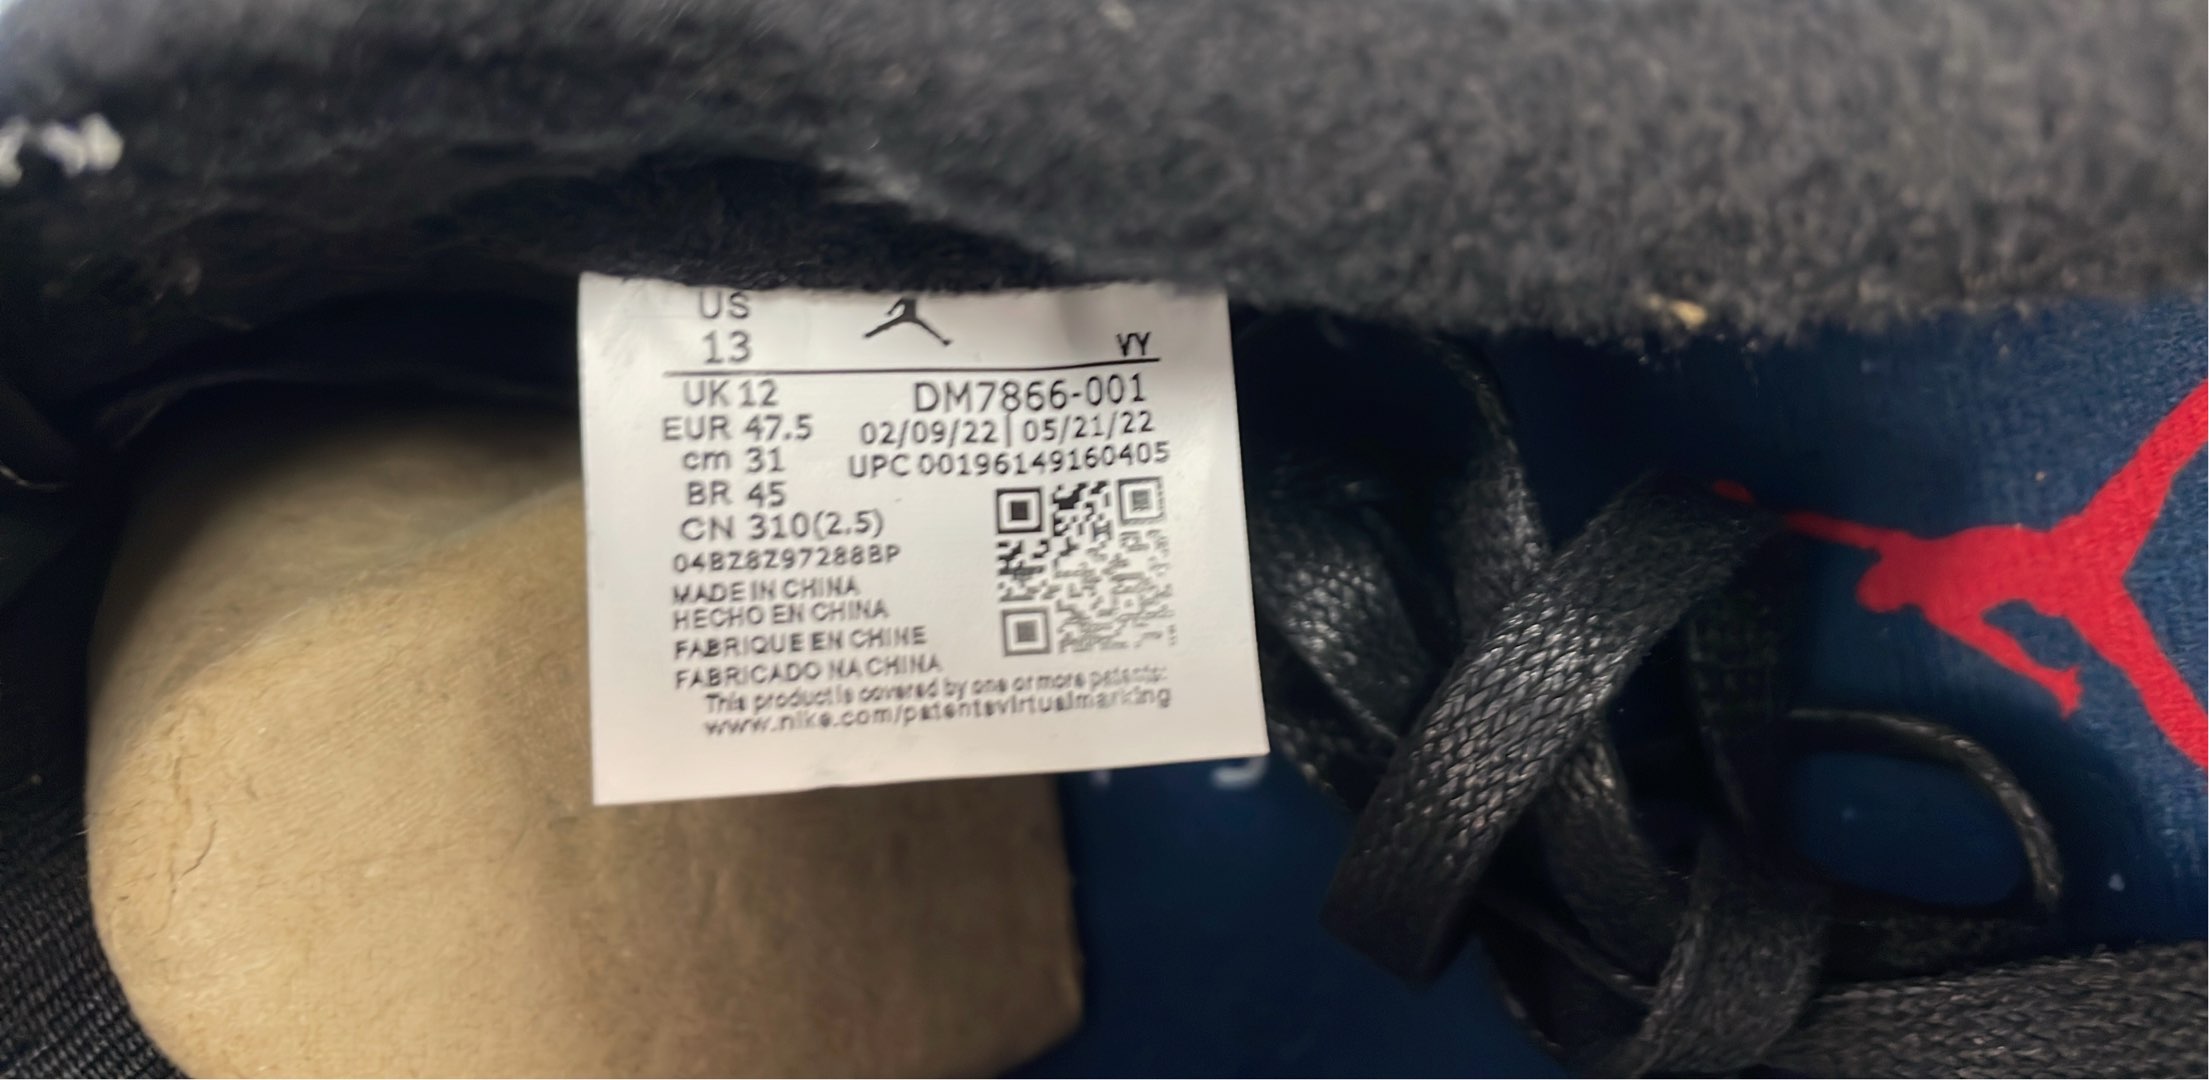 US
13
VY
UK 12
DM7866-001
EUR 47.5
02/09/22 | 05/21/22
cm 31
UPC 00196149160405
BR 45
CN 310(2.5)
04BZ8Z97288BP
MADE IN CHINA
HECHO EN CHINA
FABRIQUE EN CHINE
FABRICADO NA CHINA
This product is covered by one or more patents:
www.nike.com/patentsvirtualmarking